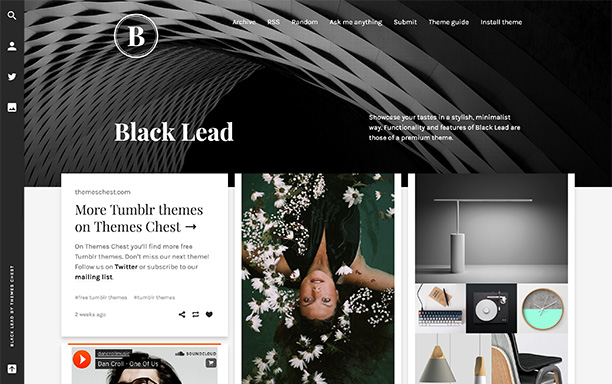 Archive RSS Random Ask me anything Submit Theme guide Install theme
B
Black Lead
Showcase your tastes in a stylish, minimalist
way. Functionality and features of Black Lead are
those of a premium theme.
themeschest.com
More Tumblr themes
on Themes Chest →
On Themes Chest you'll find more free
Tumblr themes. Don't miss our next theme!
Follow us on Twitter or subscribe to our
mailing list.
#free tumblr themes #tumblr themes
2 weeks ago
dancrollmusic
SOUNDCLOUD
Dan Croll - One Of Us
BLACK LEAD BY THEMES CHEST